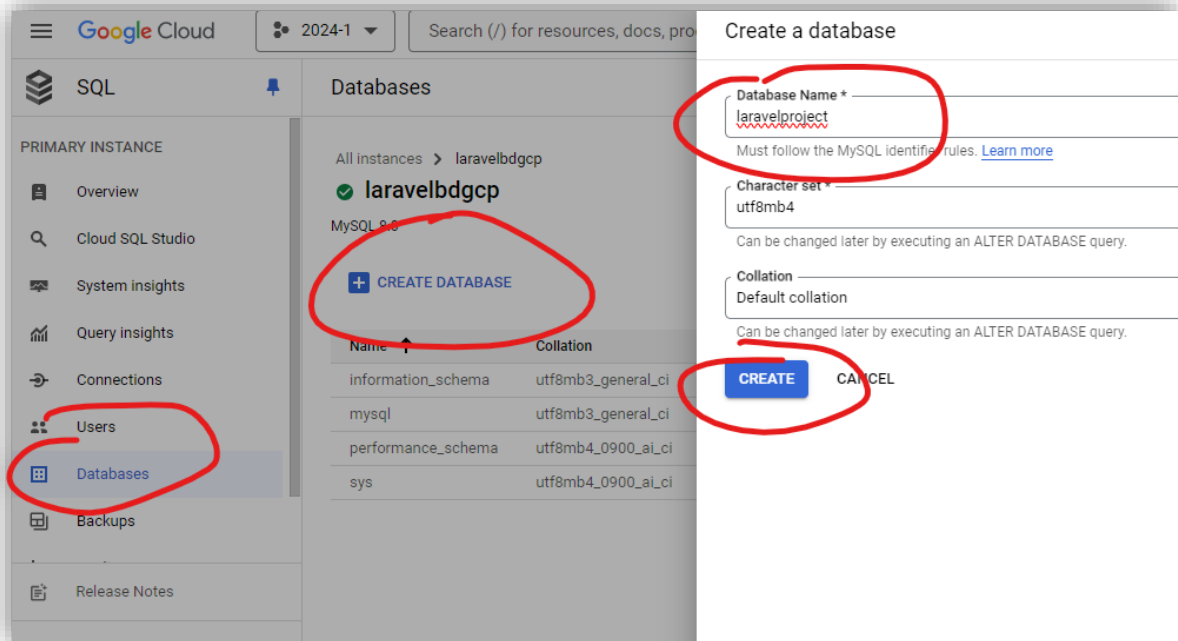 Google Cloud
2024-1
Search (/) for resources, docs, pro
SQL
PRIMARY INSTANCE
Overview
Cloud SQL Studio
System insights
Query insights
Connections
Users
Databases
Backups
Release Notes
Databases
All instances > laravelbdgcp
laravelbdgcp
MySQL 8.0
CREATE DATABASE
Name Collation
information_schema utf8mb3_general_ci
mysql utf8mb3_general_ci
performance_schema utf8mb4_0900_ai_ci
sys utf8mb4_0900_ai_ci
Create a database
Database Name *
laravelproject
Must follow the MySQL identifier rules. Learn more
Character set *
utf8mb4
Can be changed later by executing an ALTER DATABASE query.
Collation
Default collation
Can be changed later by executing an ALTER DATABASE query.
CREATE CANCEL